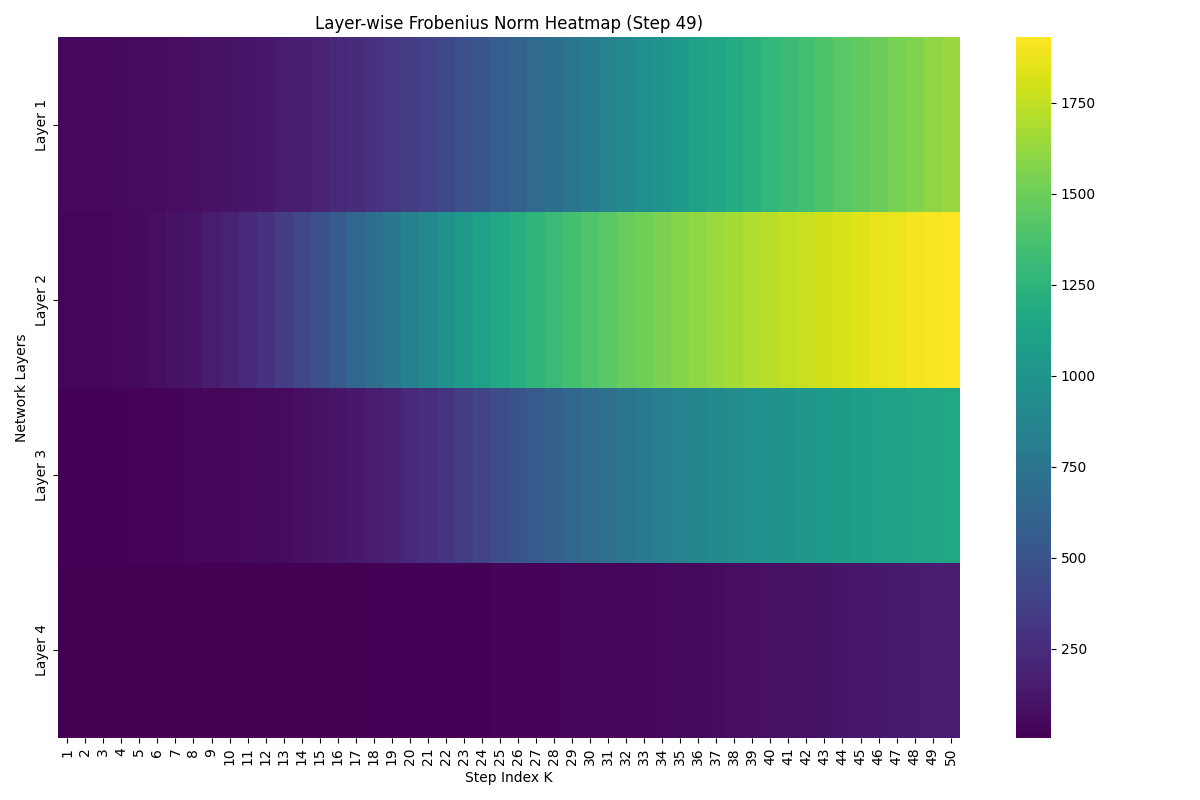 Layer-wise Frobenius Norm Heatmap (Step 49)
Network Layers
Layer 1
Layer 2
Layer 3
Layer 4
1 2 3 4 5 6 7 8 9 10 11 12 13 14 15 16 17 18 19 20 21 22 23 24 25 26 27 28 29 30 31 32 33 34 35 36 37 38 39 40 41 42 43 44 45 46 47 48 49 50
Step Index K
1750
1500
1250
1000
750
500
250